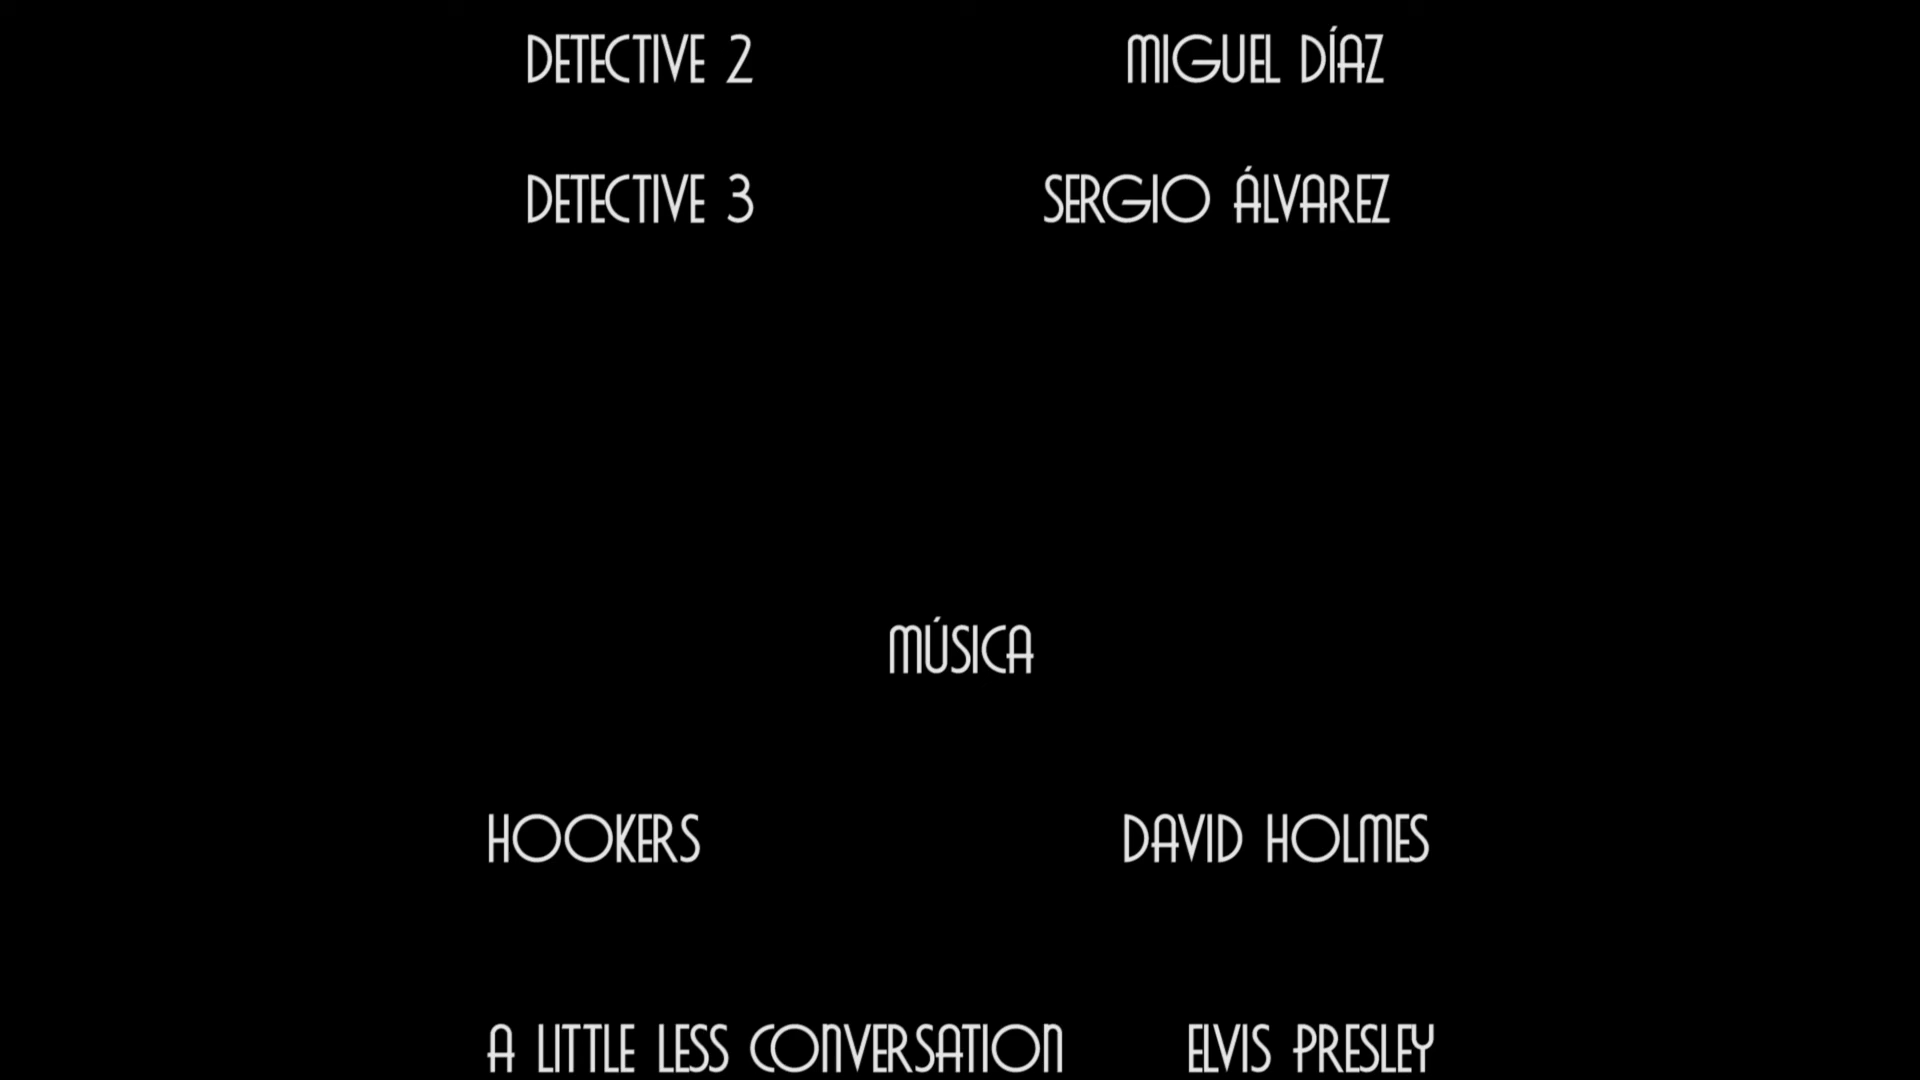 DETECTIVE 2 MIGUEL DÍAZ
DETECTIVE 3 SERGIO ÁLVAREZ
MÚSICA
HOOKERS DAVID HOLMES
A LITTLE LESS CONVERSATION ELVIS PRESLEY